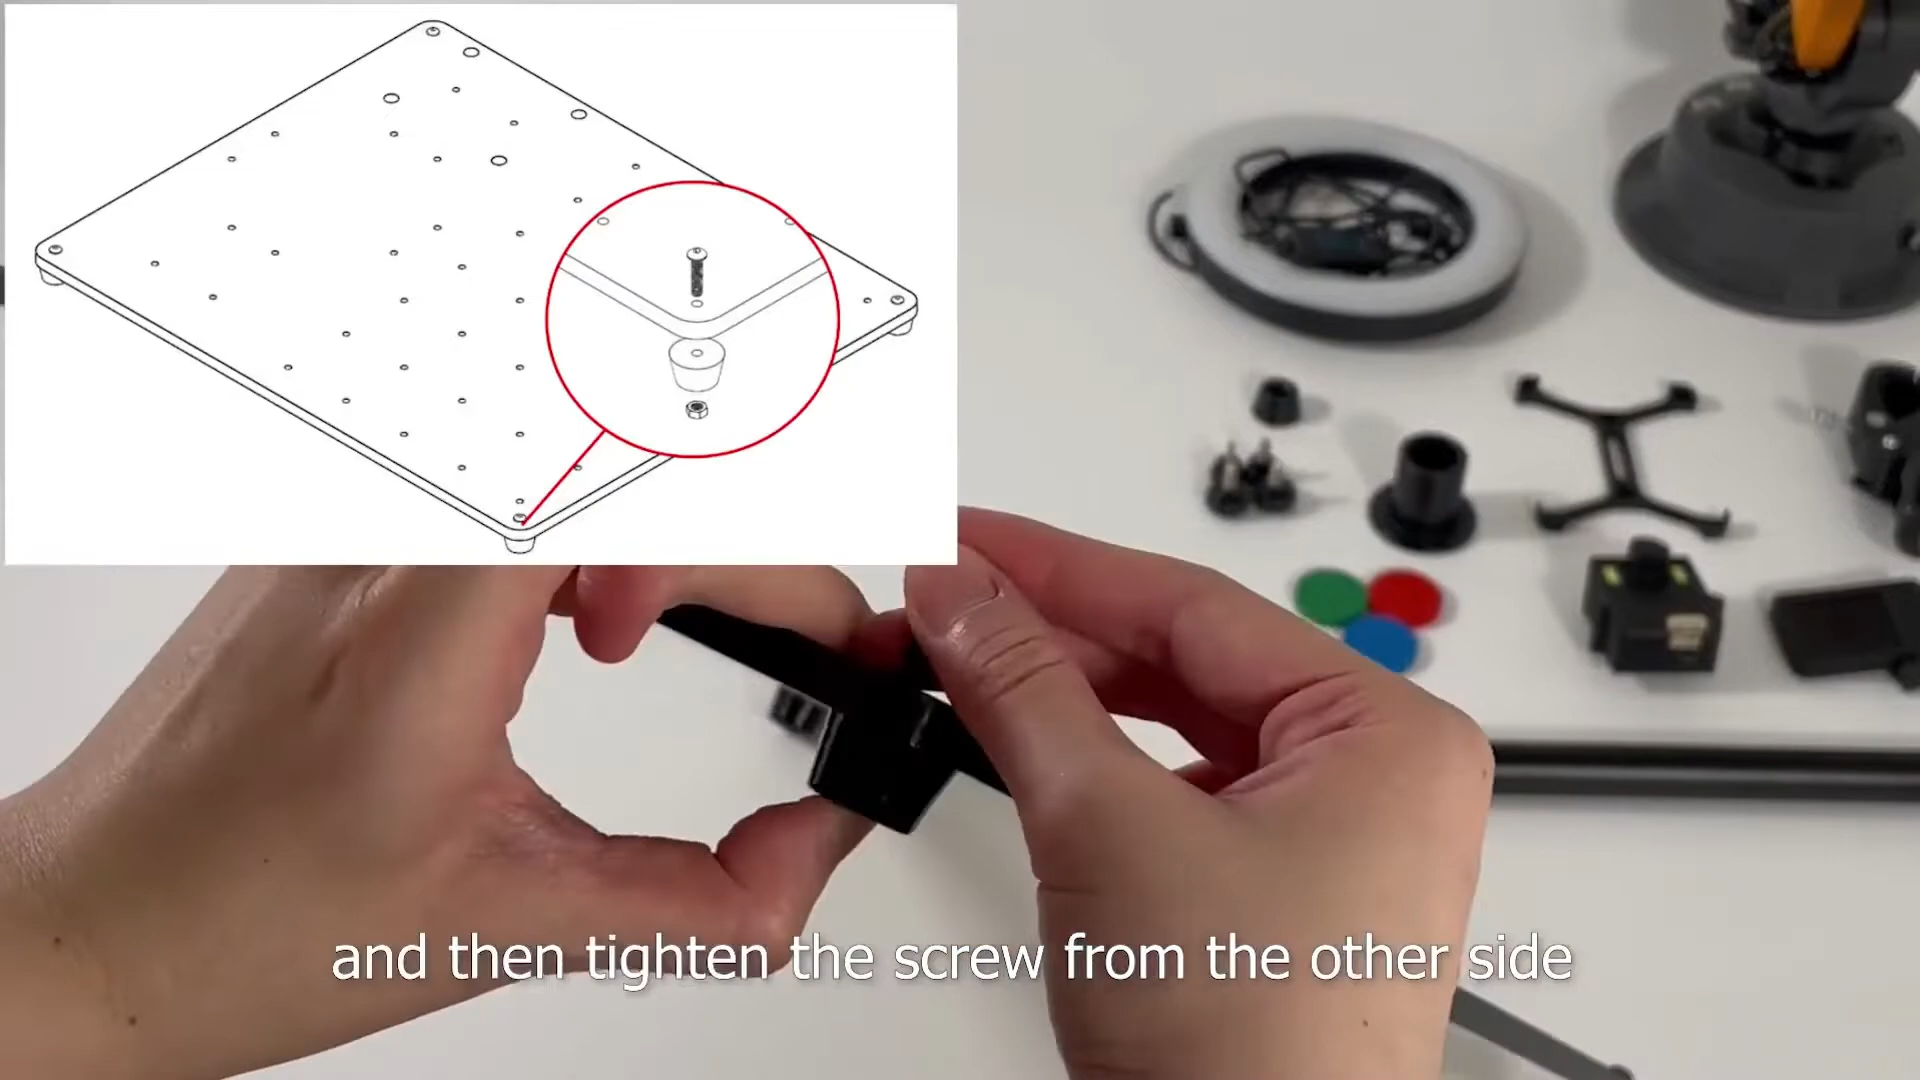 and then tighten the screw from the other side